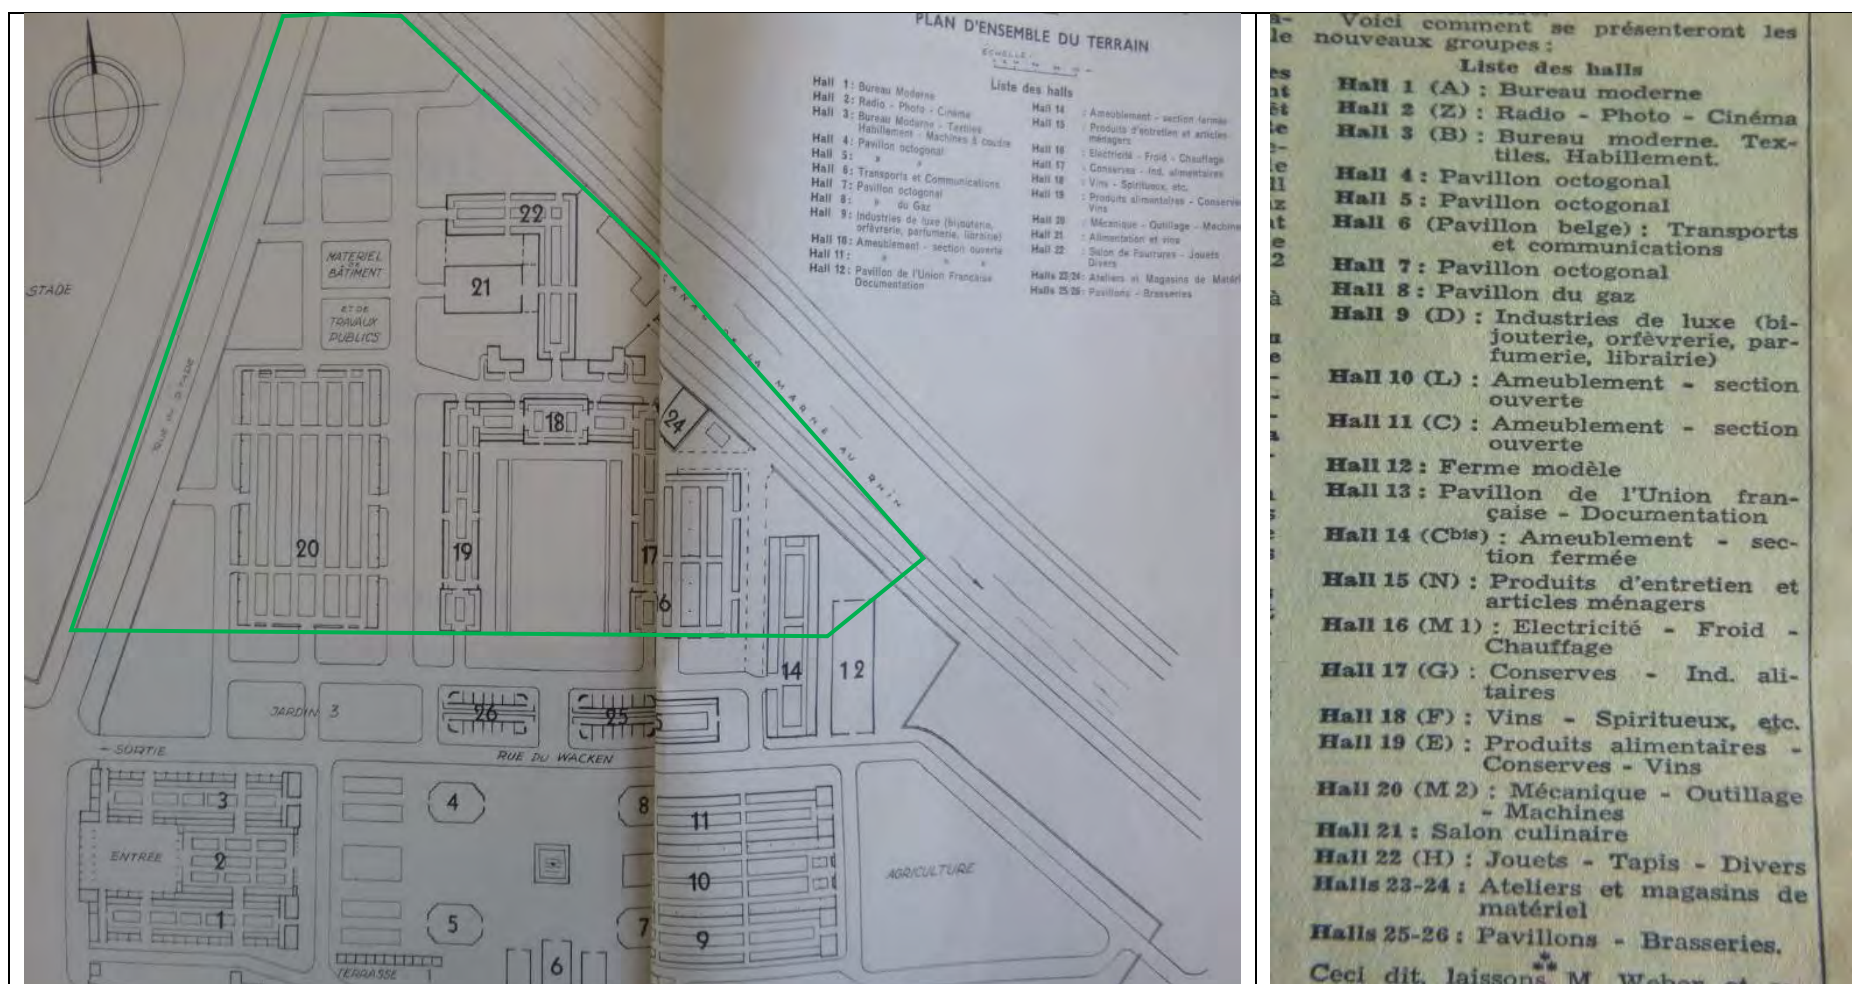 PLAN D'ENSEMBLE DU TERRAIN
ECHELLE
Liste des halls
Hall 1 : Bureau Moderne
Hall 2 : Radio - Photo - Cinéma
Hall 3 : Bureau Moderne - Textiles
Habillement - Machines à coudre
Hall 4 : Pavillon octogonal
Hall 5 : » »
Hall 6 : Transports et Communications
Hall 7 : Pavillon octogonal
Hall 8 : » du Gaz
Hall 9 : Industries de luxe (bijouterie,
orfèvrerie, parfumerie, librairie)
Hall 10 : Ameublement - section ouverte
Hall 11 : » » »
Hall 12 : Pavillon de l'Union Française
Documentation
Hall 14 : Ameublement - section fermée
Hall 15 : Produits d'entretien et articles
ménagers
Hall 16 : Electricité - Froid - Chauffage
Hall 17 : Conserves - Ind. alimentaires
Hall 18 : Vins - Spiritueux, etc.
Hall 19 : Produits alimentaires - Conserve
Vins
Hall 20 : Mécanique - Outillage - Machine
Hall 21 : Alimentation et vins
Hall 22 : Salon de Fourrures - Jouets
Divers
Halls 23/24 : Ateliers et Magasins de Matéri
Halls 25/26 : Pavillons - Brasseries
STADE
RUE DU STADE
MATERIEL
DE
BÂTIMENT
ET DE
TRAVAUX
PUBLICS
22
21
CANAL DE LA MARNE AU RHIN
18
24
20
19
17
6
14
12
JARDIN 3
26
25
5
SORTIE
RUE DU WACKEN
3
4
8
11
ENTRÉE
2
10
AGRICULTURE
1
5
7
9
6
TERRASSE 1
Voici comment se présenteront les
nouveaux groupes :
Liste des halls
Hall 1 (A) : Bureau moderne
Hall 2 (Z) : Radio - Photo - Cinéma
Hall 3 (B) : Bureau moderne. Tex-
tiles. Habillement.
Hall 4 : Pavillon octogonal
Hall 5 : Pavillon octogonal
Hall 6 (Pavillon belge) : Transports
et communications
Hall 7 : Pavillon octogonal
Hall 8 : Pavillon du gaz
Hall 9 (D) : Industries de luxe (bi-
jouterie, orfèvrerie, par-
fumerie, librairie)
Hall 10 (L) : Ameublement - section
ouverte
Hall 11 (C) : Ameublement - section
ouverte
Hall 12 : Ferme modèle
Hall 13 : Pavillon de l'Union fran-
çaise - Documentation
Hall 14 (Cbis) : Ameublement - sec-
tion fermée
Hall 15 (N) : Produits d'entretien et
articles ménagers
Hall 16 (M 1) : Electricité - Froid -
Chauffage
Hall 17 (G) : Conserves - Ind. ali-
taires
Hall 18 (F) : Vins - Spiritueux, etc.
Hall 19 (E) : Produits alimentaires -
Conserves - Vins
Hall 20 (M 2) : Mécanique - Outillage
- Machines
Hall 21 : Salon culinaire
Hall 22 (H) : Jouets - Tapis - Divers
Halls 23-24 : Ateliers et magasins de
matériel
Halls 25-26 : Pavillons - Brasseries.
Ceci dit, laissons M. Weber